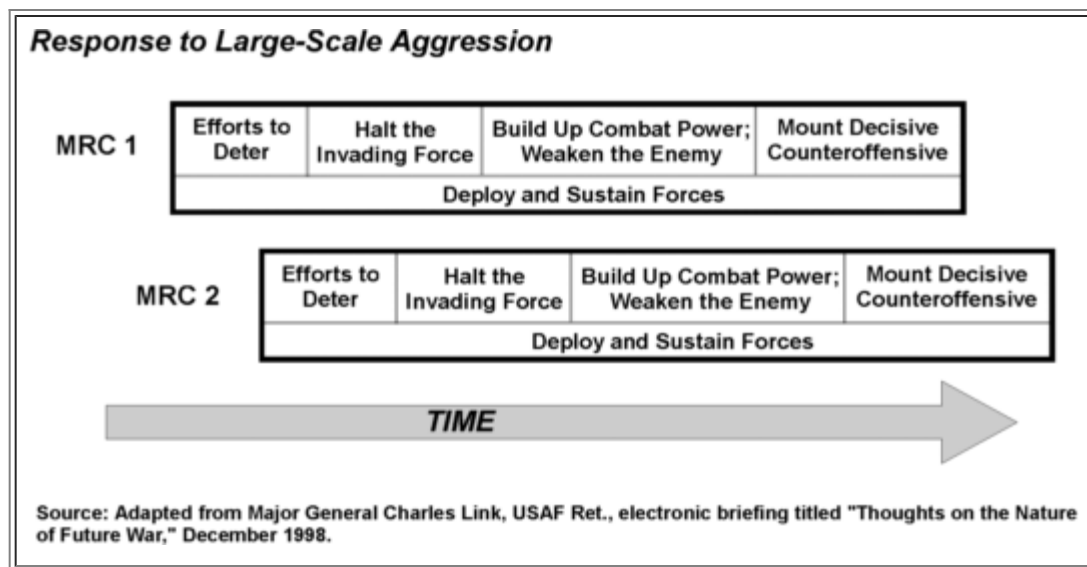 Response to Large-Scale Aggression
MRC 1
Efforts to
Deter
Halt the
Invading Force
Build Up Combat Power;
Weaken the Enemy
Mount Decisive
Counteroffensive
Deploy and Sustain Forces
MRC 2
Efforts to
Deter
Halt the
Invading Force
Build Up Combat Power;
Weaken the Enemy
Mount Decisive
Counteroffensive
Deploy and Sustain Forces
TIME
Source: Adapted from Major General Charles Link, USAF Ret., electronic briefing titled "Thoughts on the Nature
of Future War," December 1998.